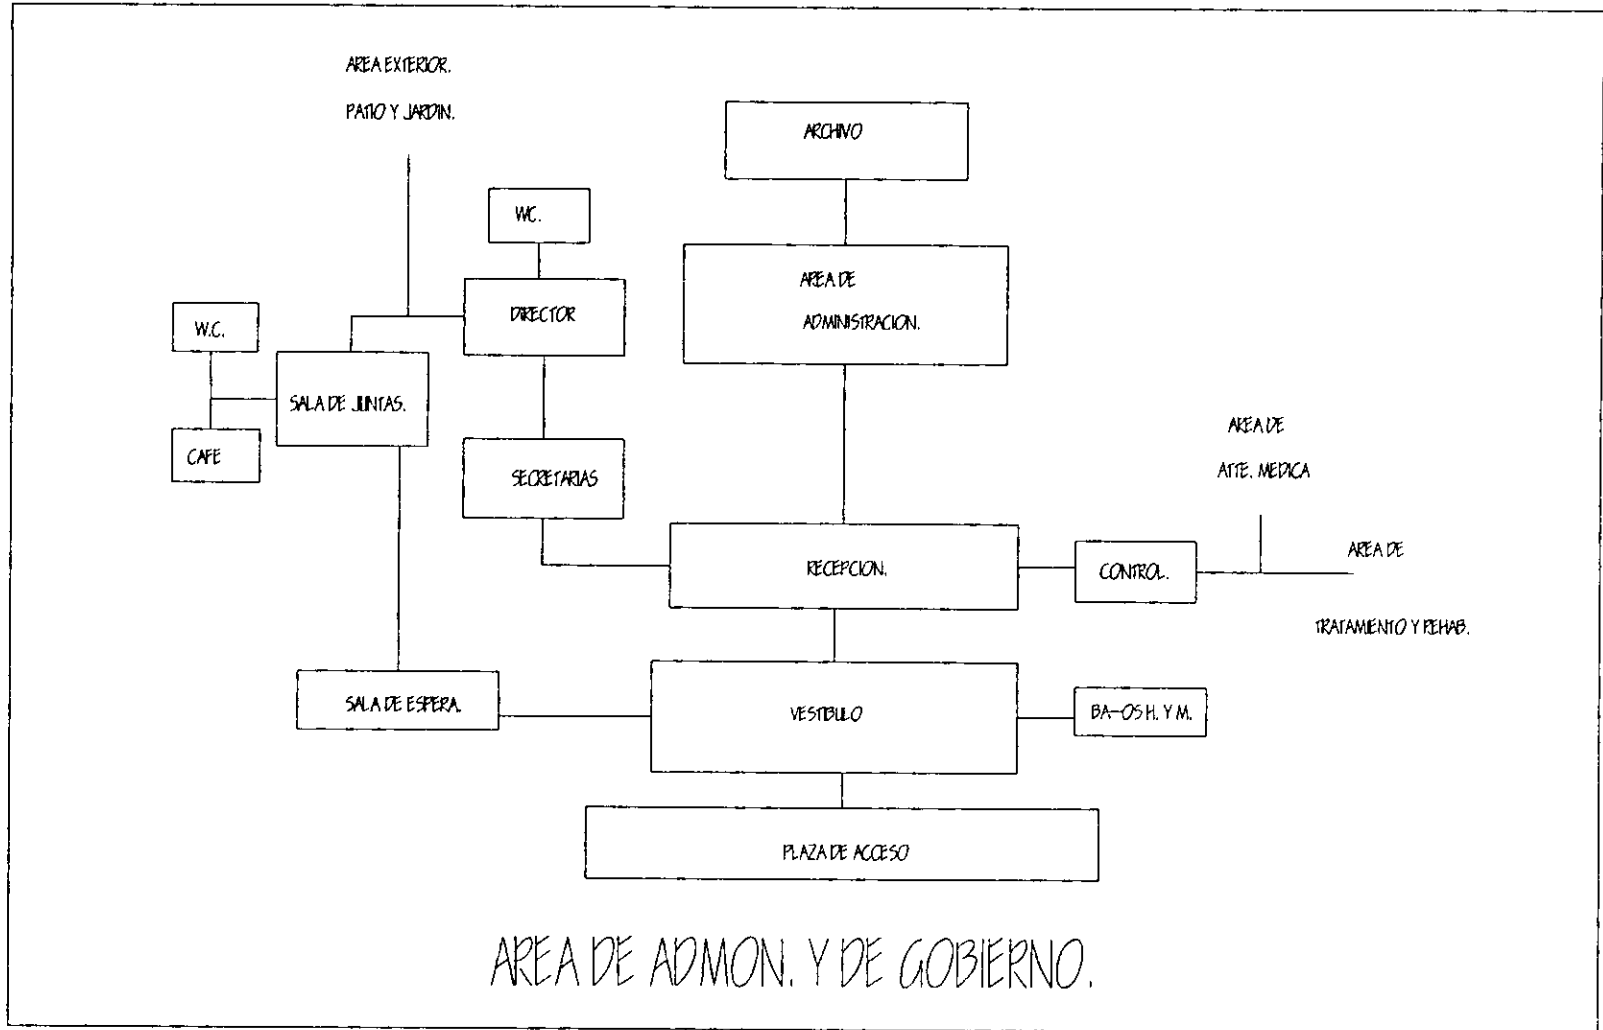 AREA EXTERIOR.
PATIO Y JARDIN.
ARCHIVO
WC.
AREA DE
ADMINISTRACION.
DIRECTOR
W.C.
SALA DE JUNTAS.
CAFE
SECRETARIAS
AREA DE
ATTE. MEDICA
RECEPCION.
CONTROL.
AREA DE
TRATAMIENTO Y REHAB.
SALA DE ESPERA.
VESTIBULO
BA-OS H. Y M.
PLAZA DE ACCESO
AREA DE ADMON. Y DE GOBIERNO.